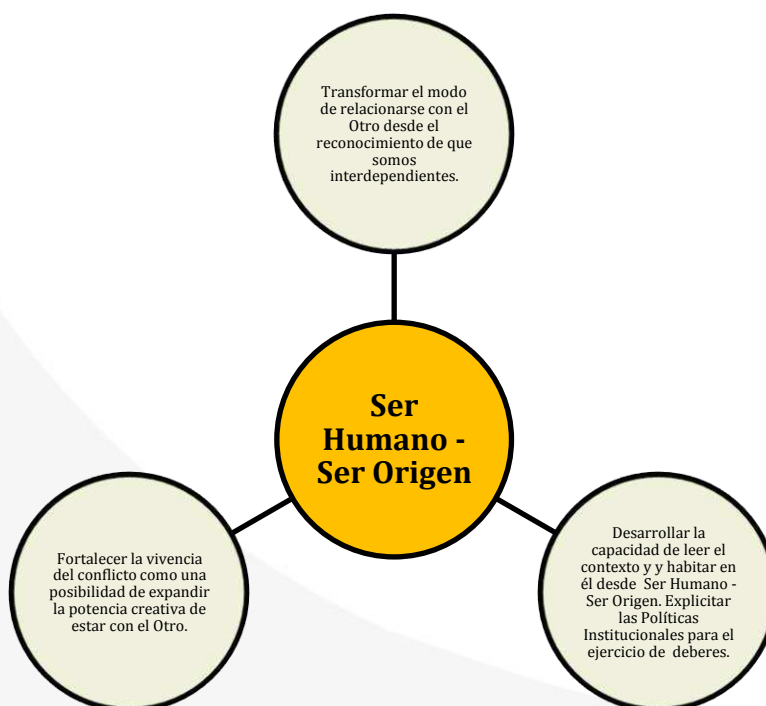 Transformar el modo
de relacionarse con el
Otro desde el
reconocimiento de que
somos
interdependientes.
Ser
Humano -
Ser Origen
Fortalecer la vivencia
del conflicto como una
posibilidad de expandir
la potencia creativa de
estar con el Otro.
Desarrollar la
capacidad de leer el
contexto y y habitar en
él desde Ser Humano -
Ser Origen. Explicitar
las Políticas
Institucionales para el
ejercicio de deberes.